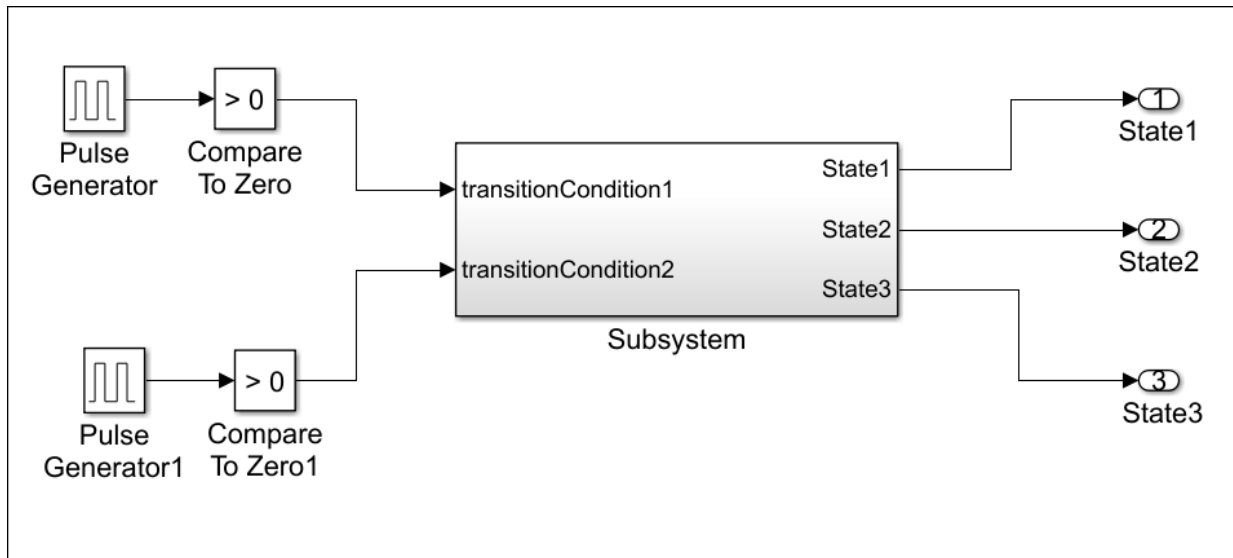 > 0
Pulse
Generator
Compare
To Zero
transitionCondition1
transitionCondition2
State1
State2
State3
Subsystem
1
State1
2
State2
3
State3
> 0
Pulse
Generator1
Compare
To Zero1